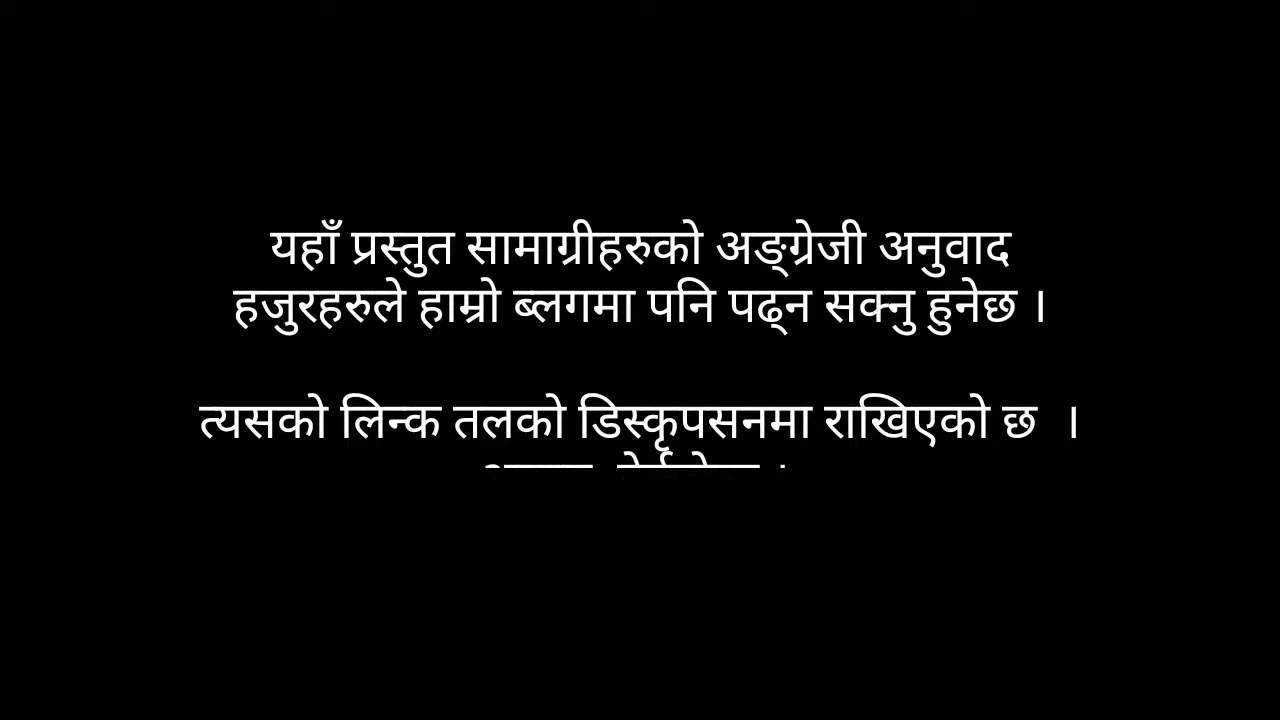 यहाँ प्रस्तुत सामाग्रीहरुको अङ्ग्रेजी अनुवाद
हजुरहरुले हाम्रो ब्लगमा पनि पढ्न सक्नु हुनेछ ।
त्यसको लिन्क तलको डिस्कृपसनमा राखिएको छ ।